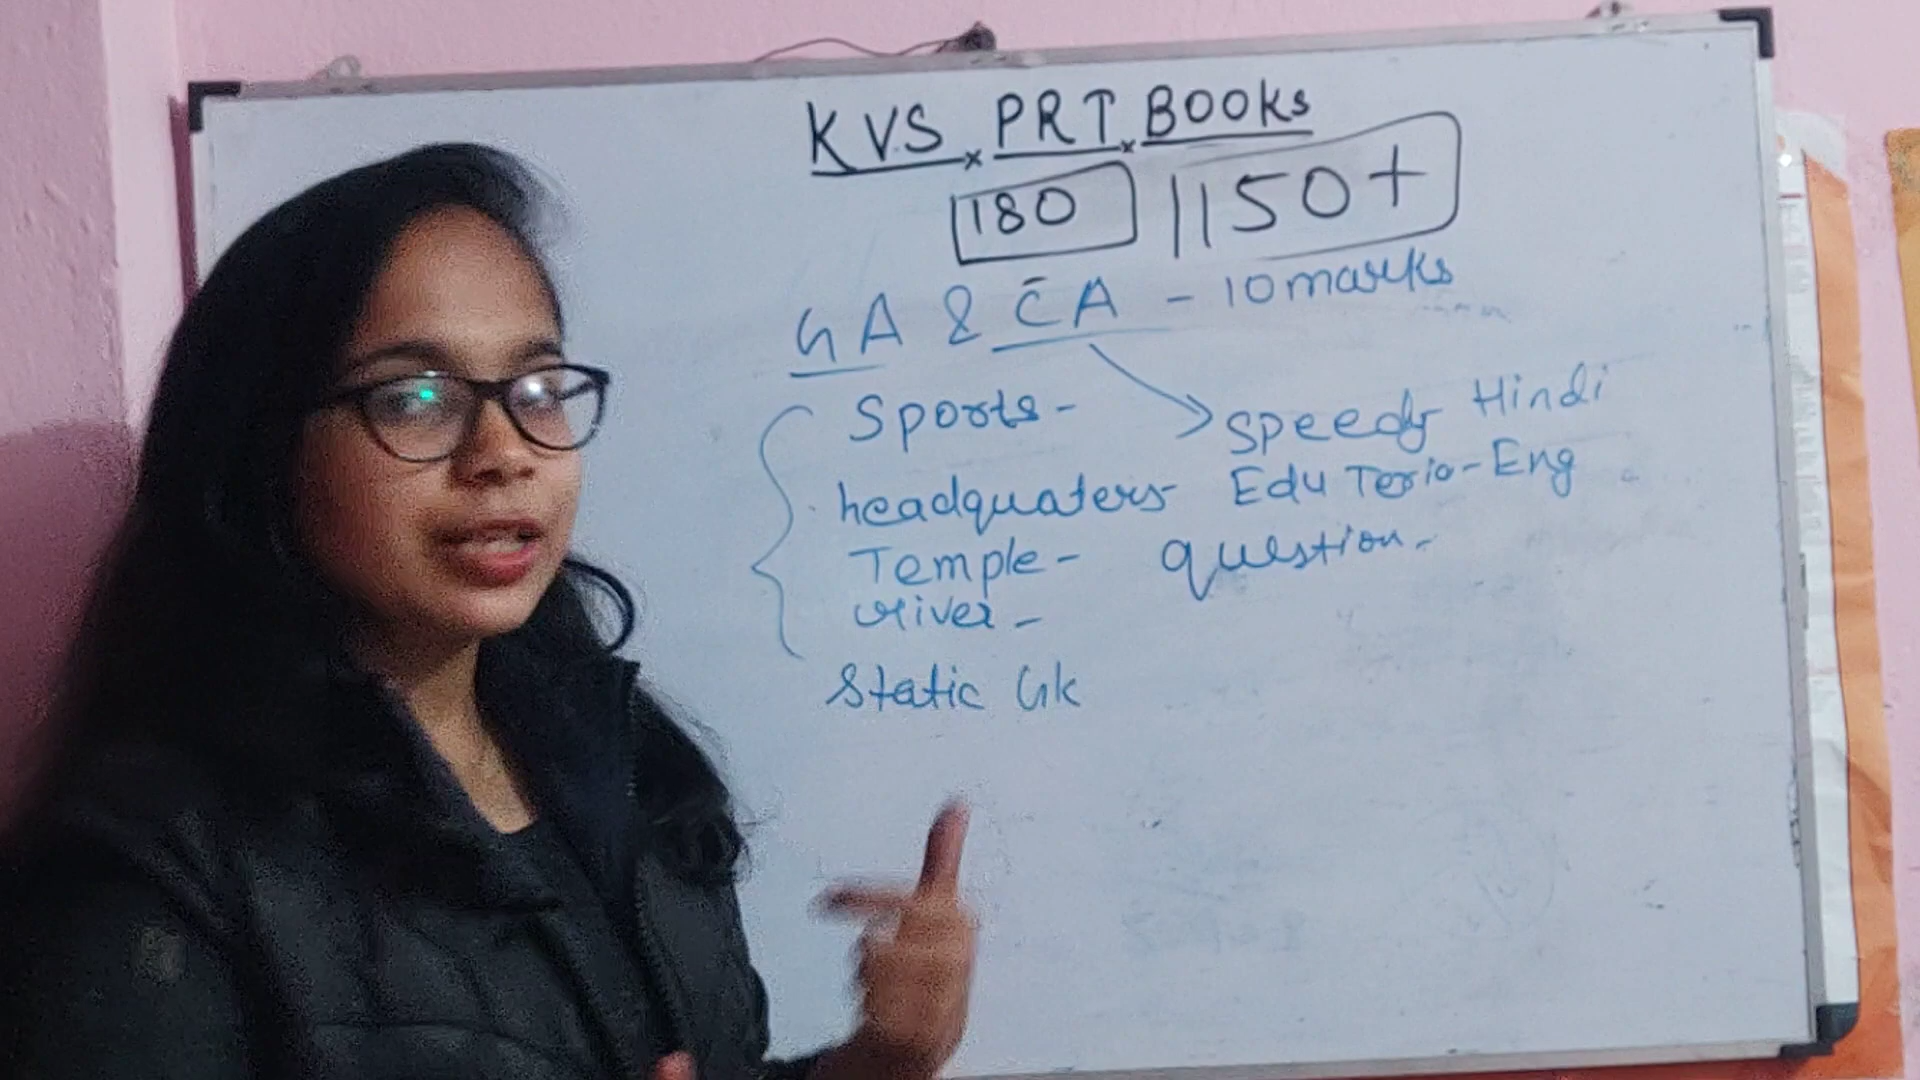 KVS PRT BOOKs
180 150+
GA & CA - 10 marks
Sports -
Speedy Hindi
headquaters Edu Terio - Eng
Temple - question -
river -
Static Gk